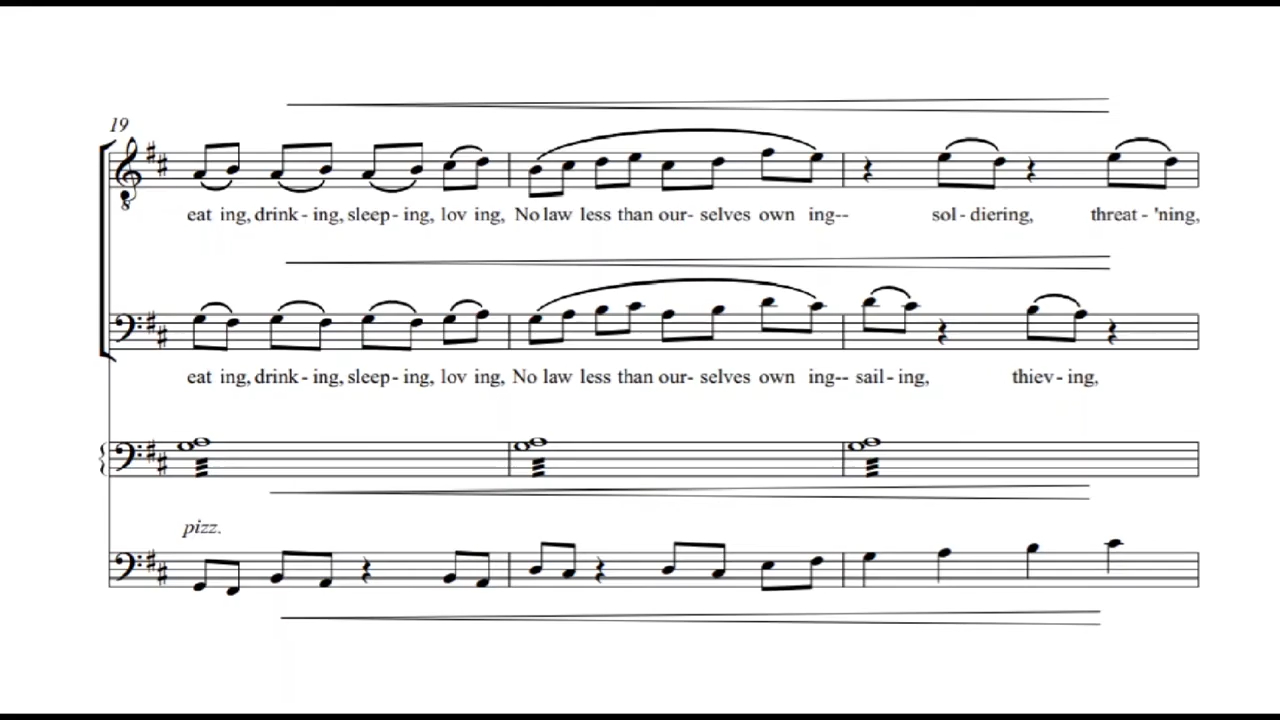 19
8
eat ing, drink - ing, sleep - ing, lov ing, No law less than our- selves own ing-- sol - diering, threat - 'ning,
eat ing, drink - ing, sleep - ing, lov ing, No law less than our- selves own ing-- sail - ing, thiev - ing,
pizz.